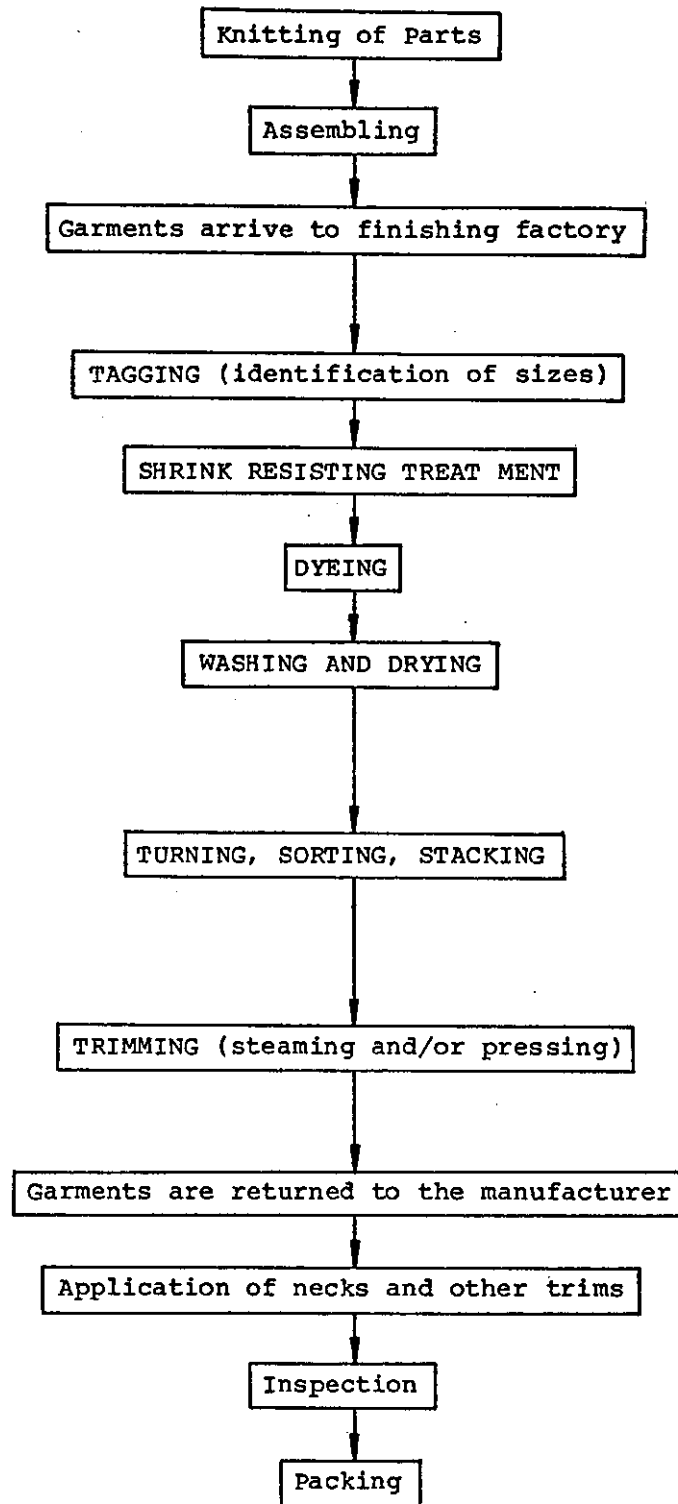 Knitting of Parts
Assembling
Garments arrive to finishing factory
TAGGING (identification of sizes)
SHRINK RESISTING TREAT MENT
DYEING
WASHING AND DRYING
TURNING, SORTING, STACKING
TRIMMING (steaming and/or pressing)
Garments are returned to the manufacturer
Application of necks and other trims
Inspection
Packing